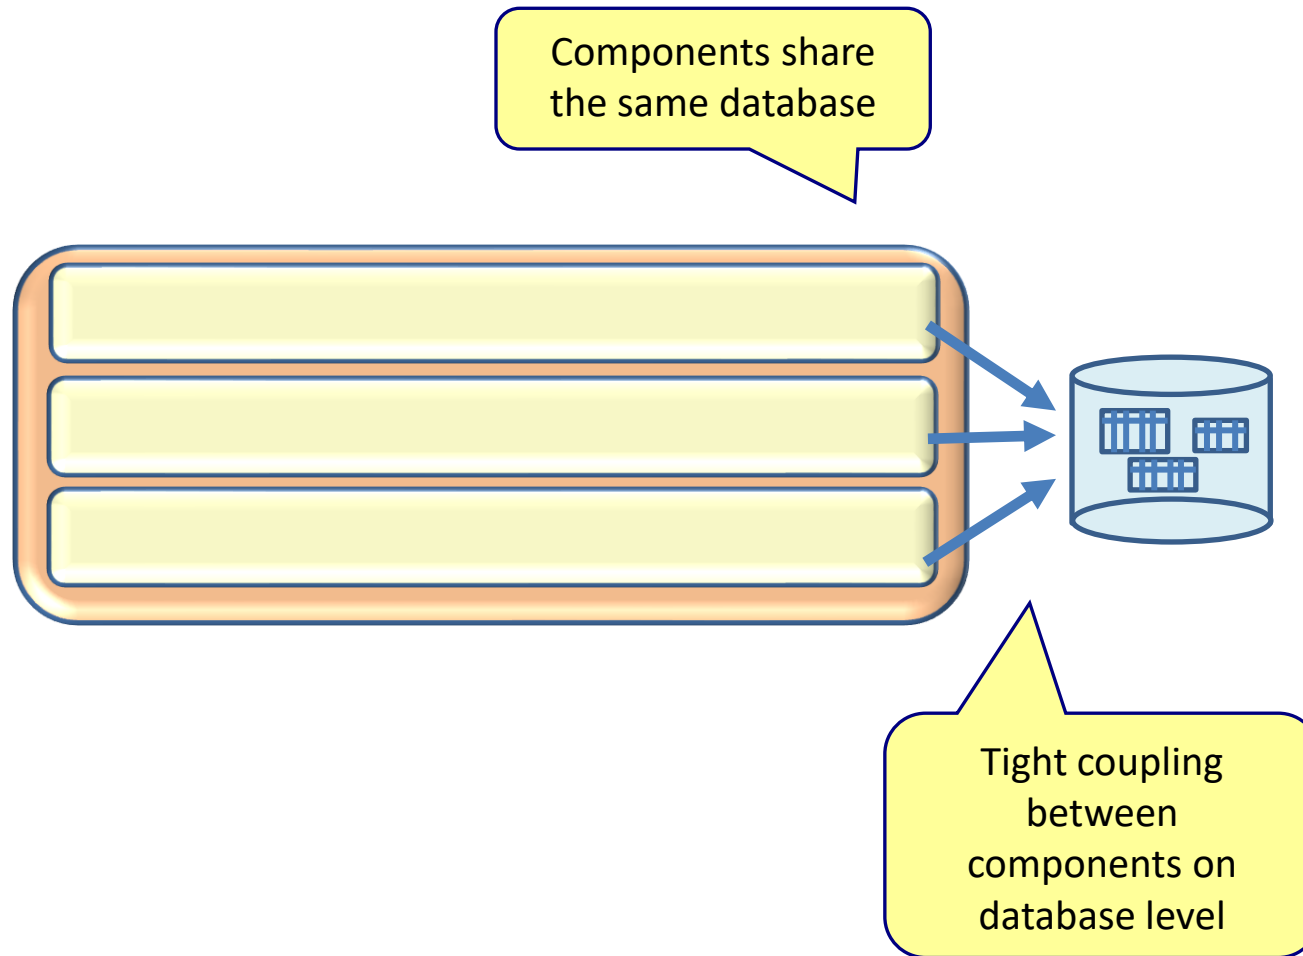 Components share
the same database
Tight coupling
between
components on
database level